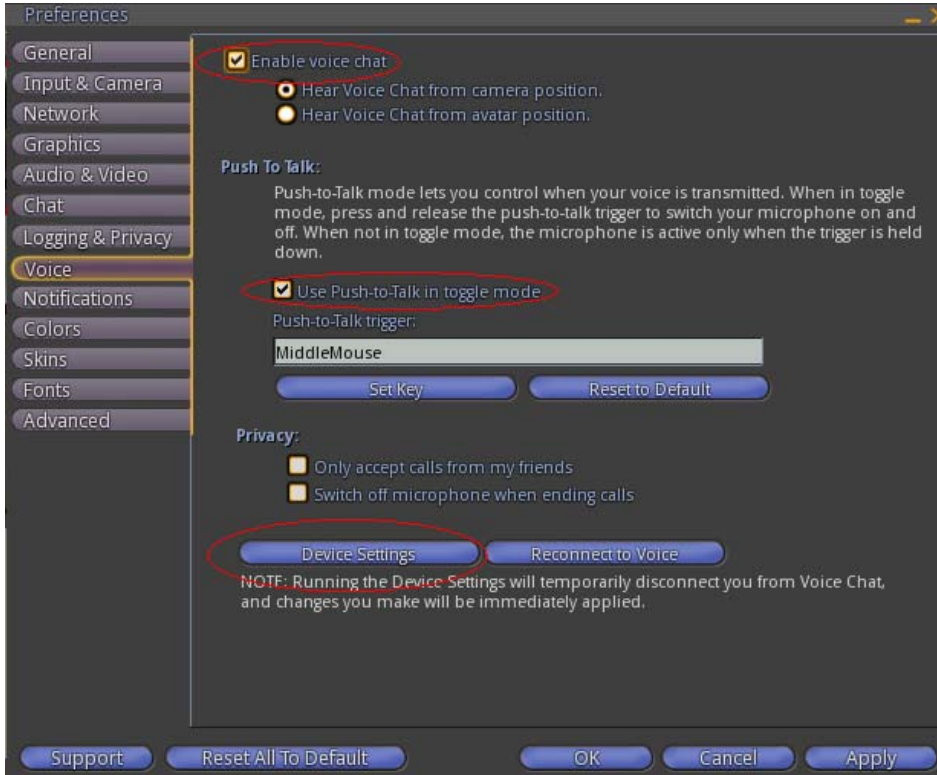 Preferences
General
Input & Camera
Network
Graphics
Audio & Video
Chat
Logging & Privacy
Voice
Notifications
Colors
Skins
Fonts
Advanced
Enable voice chat
Hear Voice Chat from camera position.
Hear Voice Chat from avatar position.
Push To Talk:
Push-to-Talk mode lets you control when your voice is transmitted. When in toggle
mode, press and release the push-to-talk trigger to switch your microphone on and
off. When not in toggle mode, the microphone is active only when the trigger is held
down.
Use Push-to-Talk in toggle mode
Push-to-Talk trigger:
MiddleMouse
Set Key
Reset to Default
Privacy:
Only accept calls from my friends
Switch off microphone when ending calls
Device Settings
Reconnect to Voice
NOTE: Running the Device Settings will temporarily disconnect you from Voice Chat,
and changes you make will be immediately applied.
Support
Reset All To Default
OK
Cancel
Apply